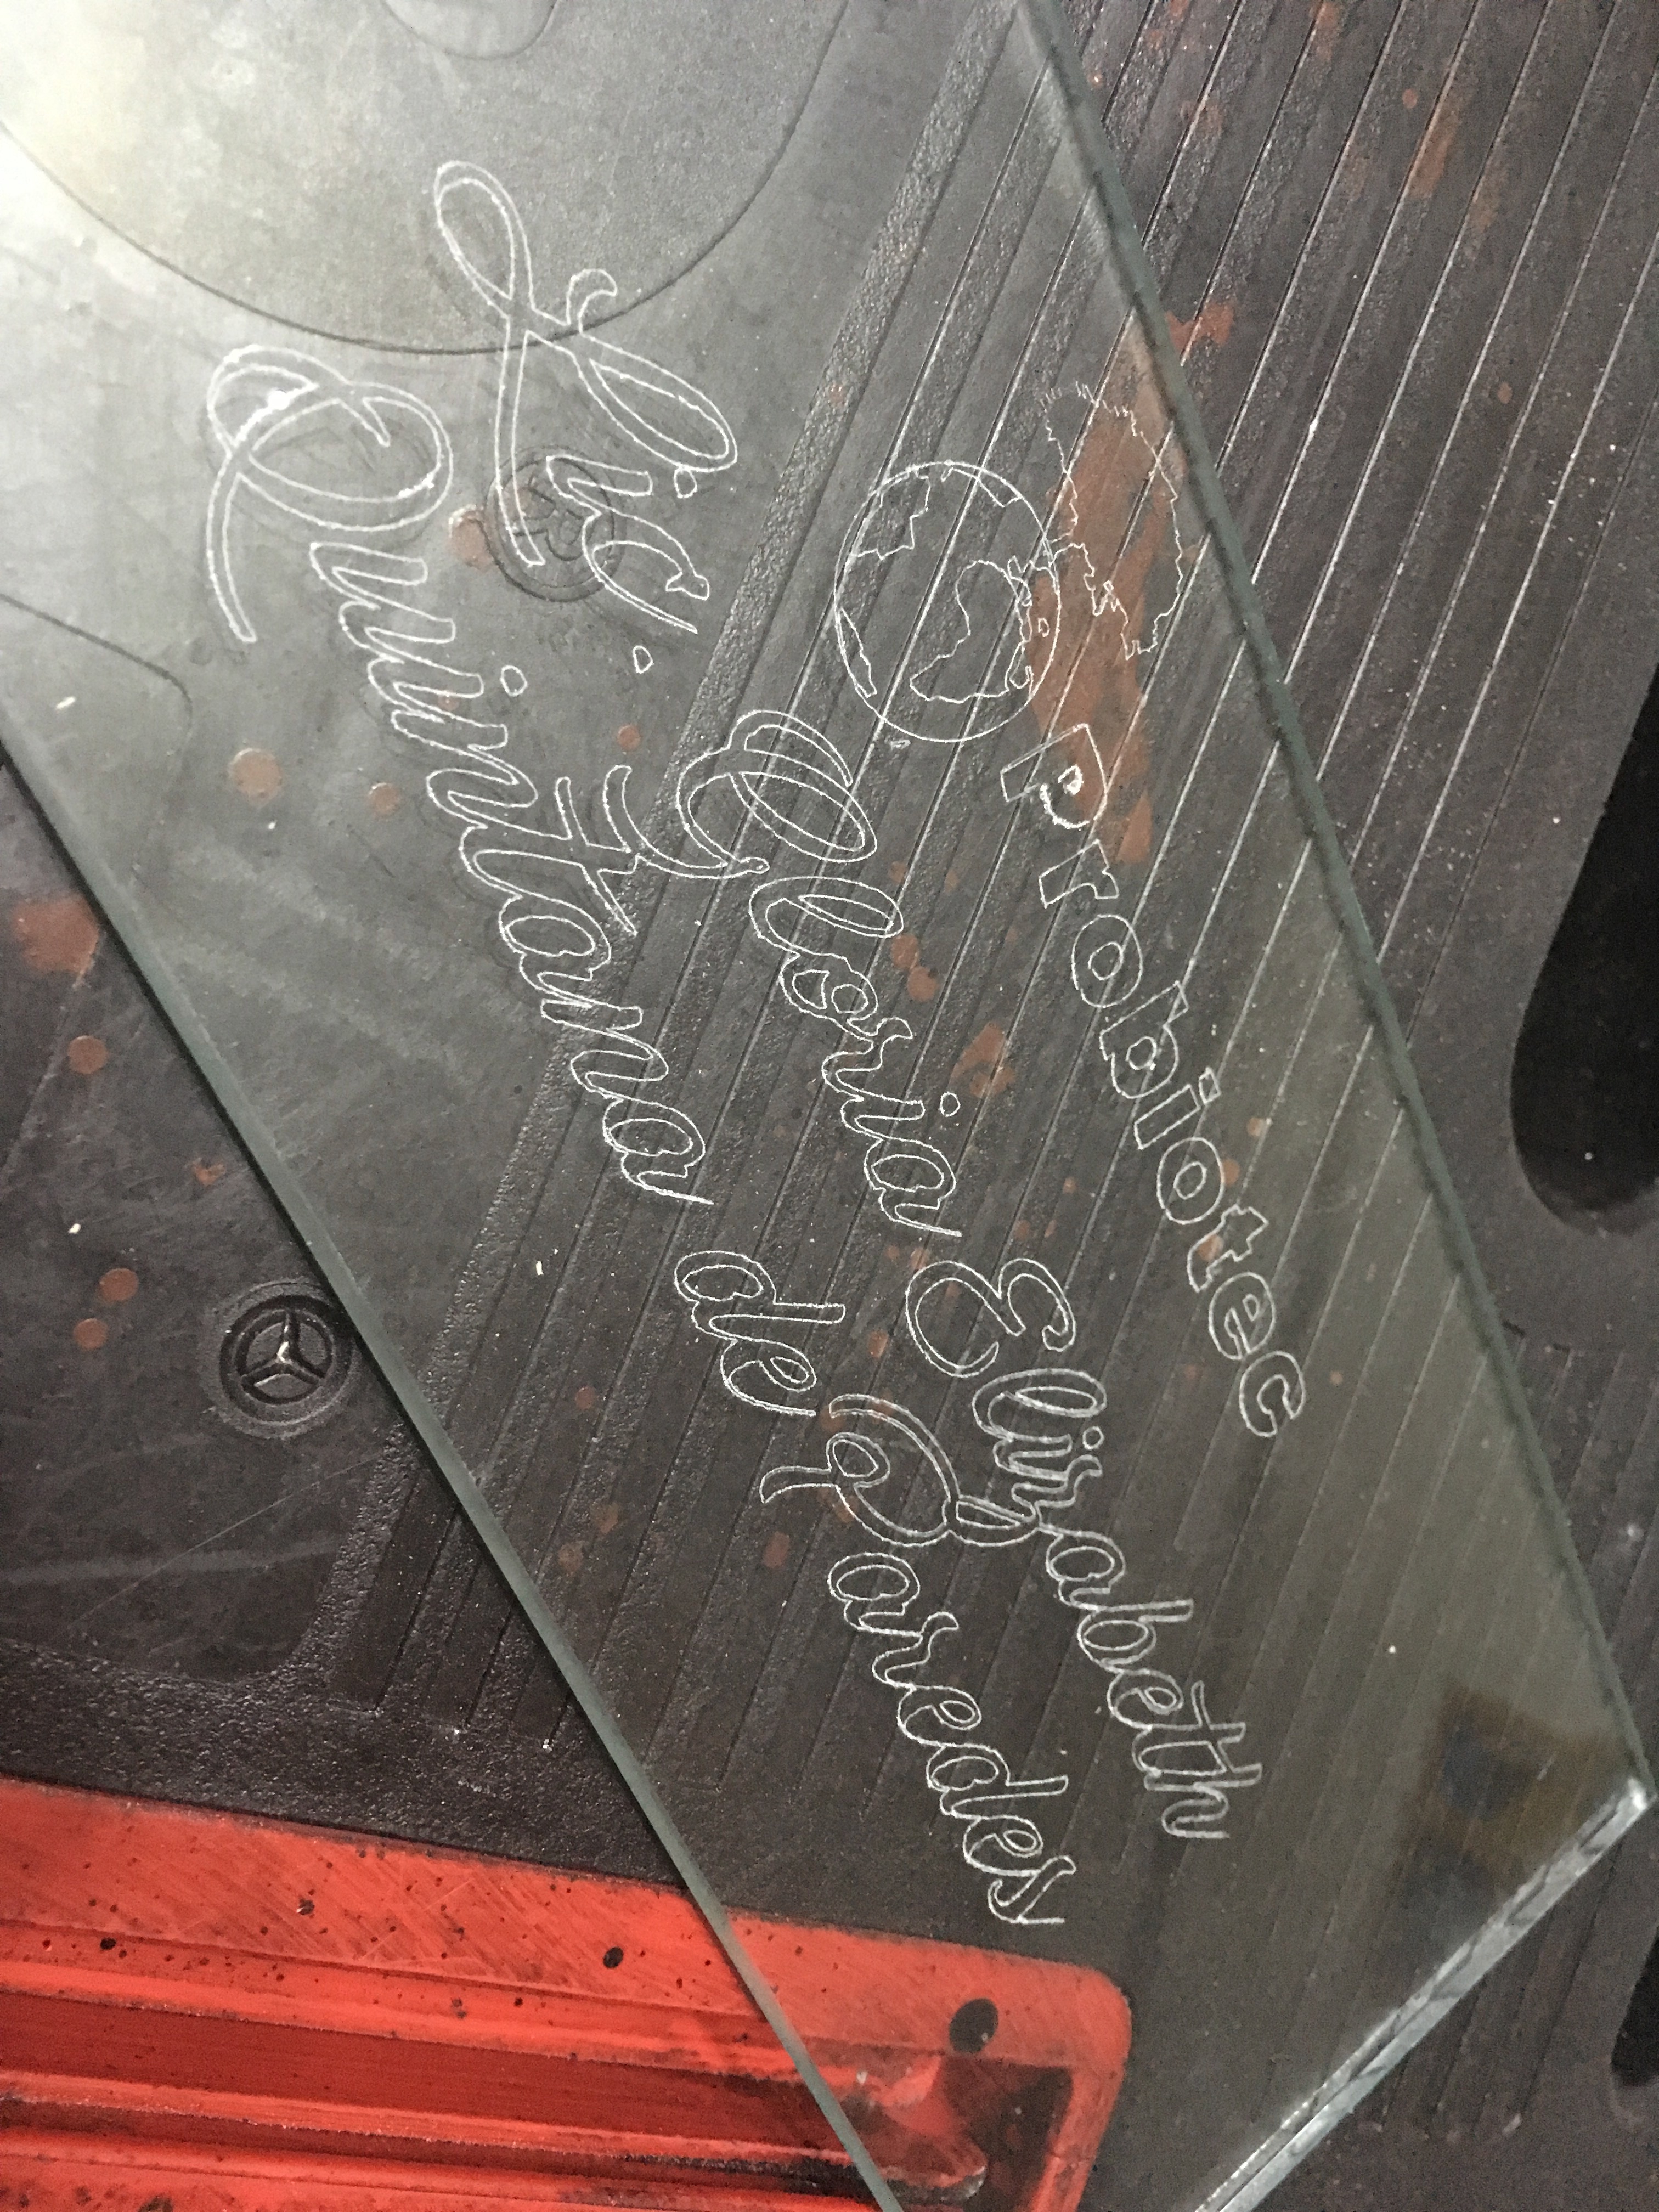 Probiotec
Lic. Gloria Elizabeth
Quintana de Paredes